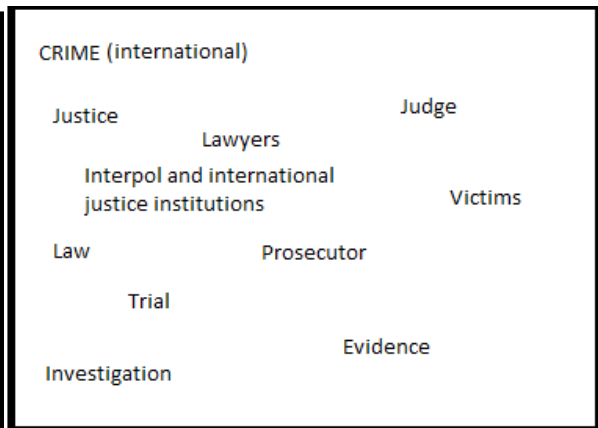 CRIME (international)
Justice
Judge
Lawyers
Interpol and international
justice institutions
Victims
Law
Prosecutor
Trial
Evidence
Investigation